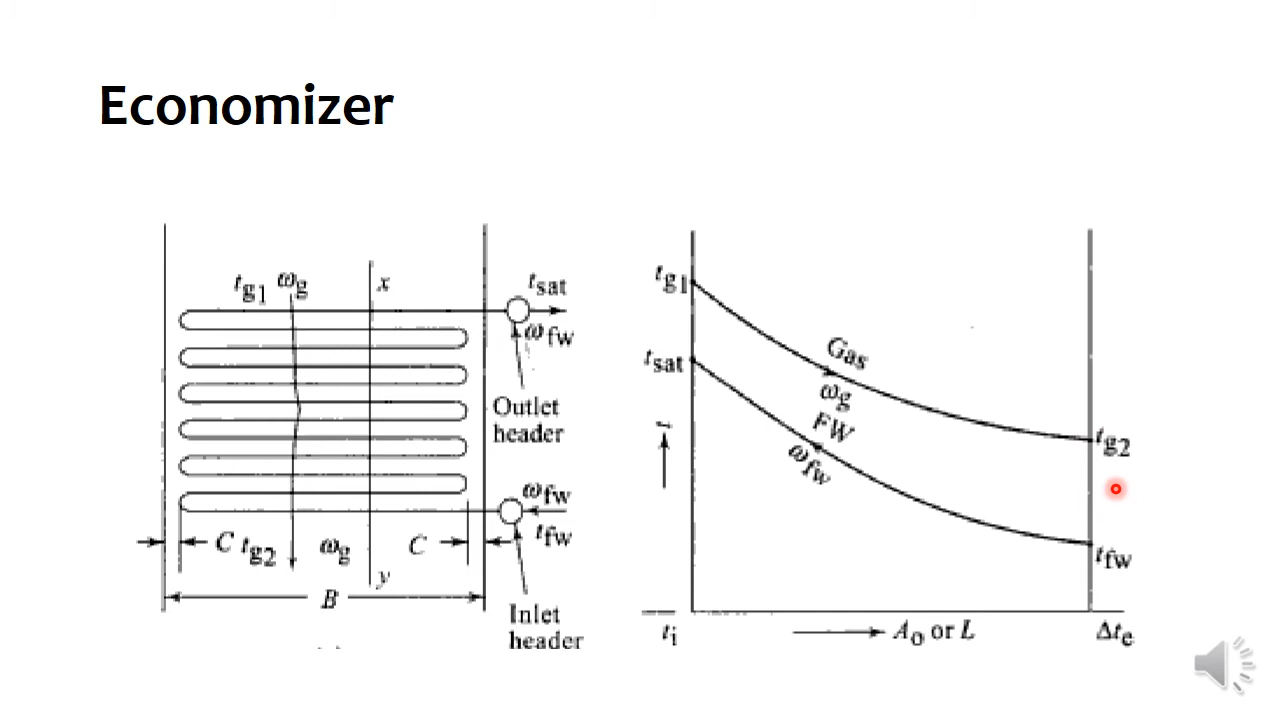 Economizer
tg1 ωg
x
tsat
ωfw
Outlet
header
ωfw
tfw
C tg2
ωg
C
y
B
Inlet
header
tg1
tsat
Gas
ωg
FW
ωfw
t
tg2
tfw
ti
Ao or L
Δte